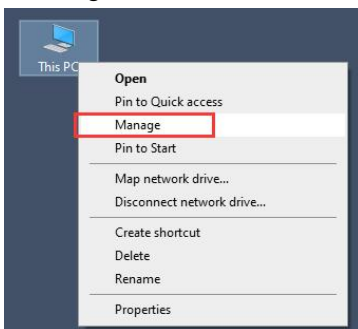 This PC
Open
Pin to Quick access
Manage
Pin to Start
Map network drive...
Disconnect network drive...
Create shortcut
Delete
Rename
Properties